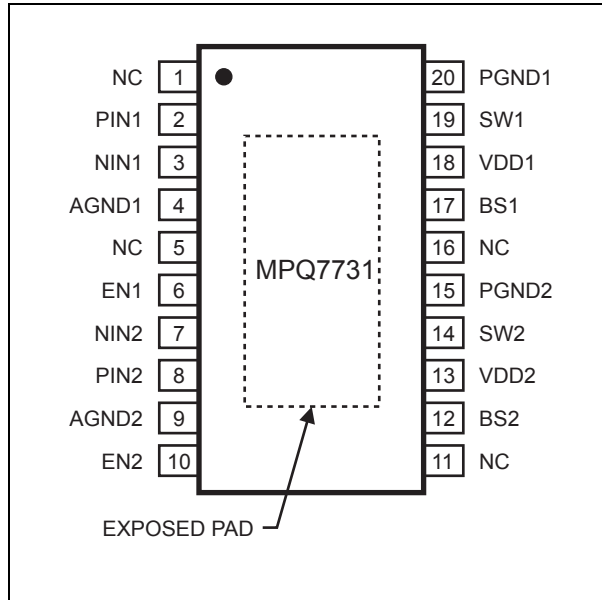 NC 1
PIN1 2
NIN1 3
AGND1 4
NC 5
EN1 6
NIN2 7
PIN2 8
AGND2 9
EN2 10
MPQ7731
20 PGND1
19 SW1
18 VDD1
17 BS1
16 NC
15 PGND2
14 SW2
13 VDD2
12 BS2
11 NC
EXPOSED PAD